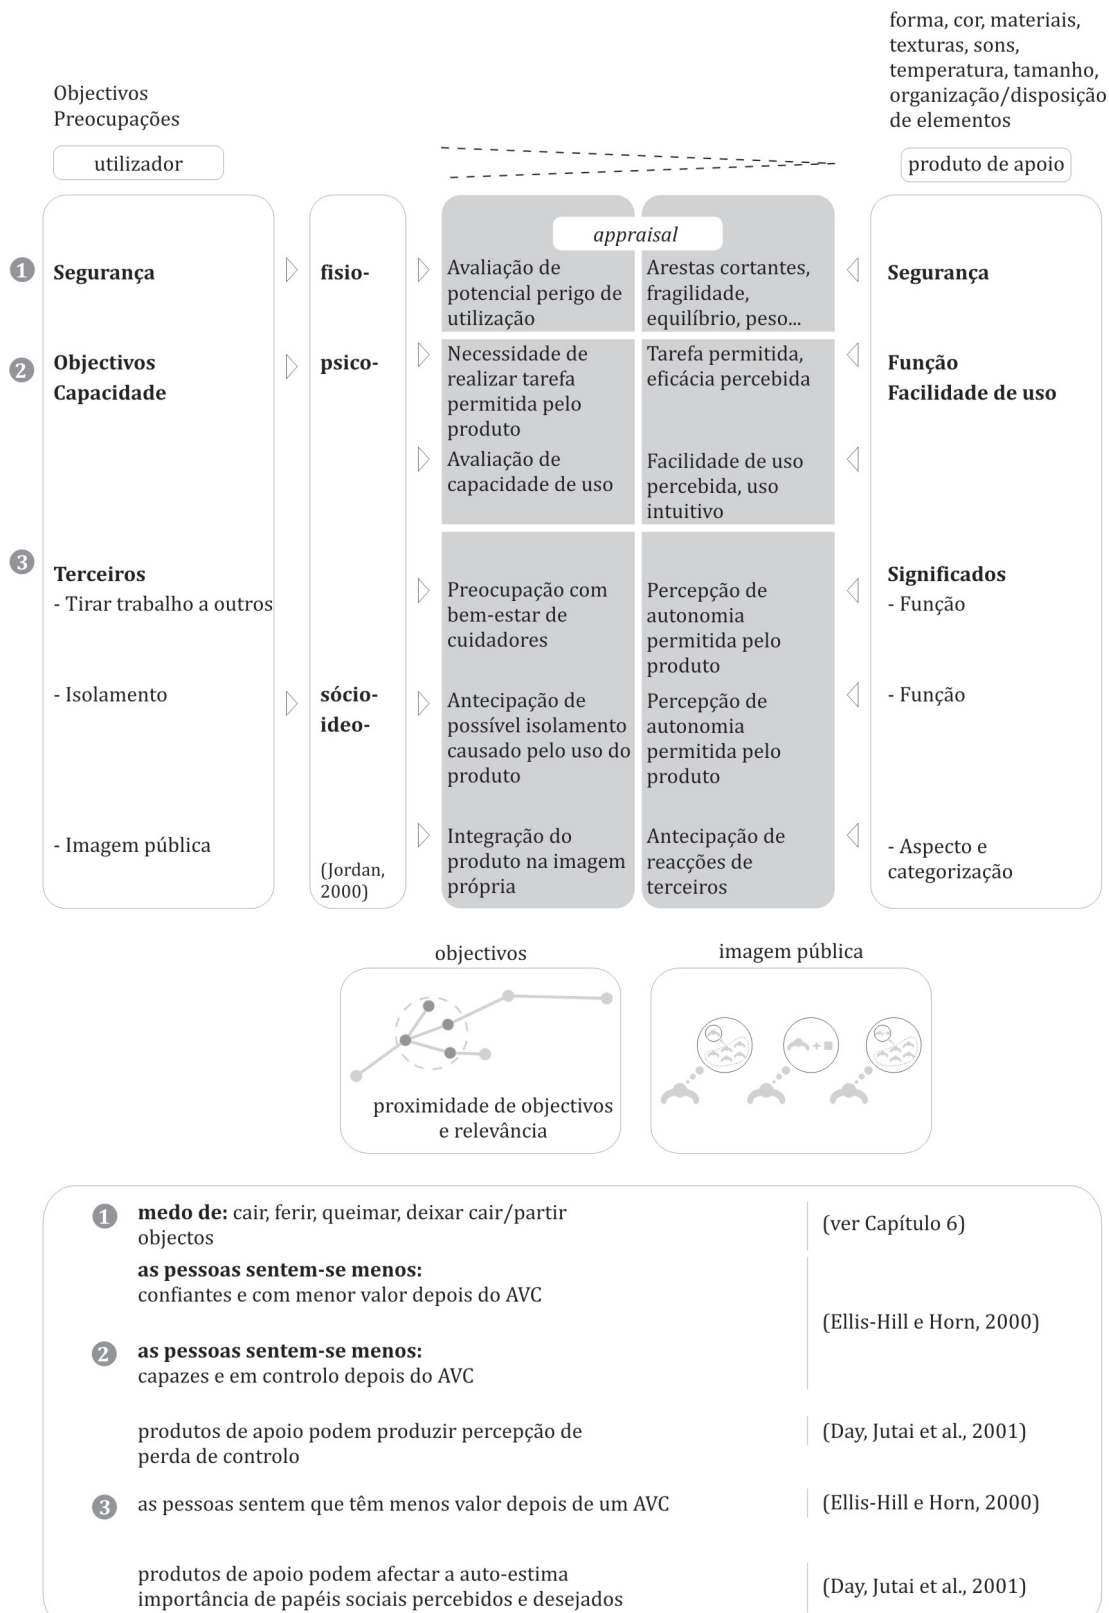 forma, cor, materiais,
texturas, sons,
temperatura, tamanho,
organização/disposição
de elementos
Objectivos
Preocupações
utilizador
produto de apoio
appraisal
1
Segurança
fisio-
Avaliação de
potencial perigo de
utilização
Arestas cortantes,
fragilidade,
equilíbrio, peso...
Segurança
2
Objectivos
Capacidade
psico-
Necessidade de
realizar tarefa
permitida pelo
produto
Tarefa permitida,
eficácia percebida
Função
Facilidade de uso
Avaliação de
capacidade de uso
Facilidade de uso
percebida, uso
intuitivo
3
Terceiros
- Tirar trabalho a outros
Preocupação com
bem-estar de
cuidadores
Percepção de
autonomia
permitida pelo
produto
Significados
- Função
- Isolamento
sócio-
ideo-
Antecipação de
possível isolamento
causado pelo uso do
produto
Percepção de
autonomia
permitida pelo
produto
- Função
- Imagem pública
(Jordan,
2000)
Integração do
produto na imagem
própria
Antecipação de
reacções de
terceiros
- Aspecto e
categorização
objectivos
proximidade de objectivos
e relevância
imagem pública
1
medo de: cair, ferir, queimar, deixar cair/partir
objectos
(ver Capítulo 6)
as pessoas sentem-se menos:
confiantes e com menor valor depois do AVC
(Ellis-Hill e Horn, 2000)
2
as pessoas sentem-se menos:
capazes e em controlo depois do AVC
produtos de apoio podem produzir percepção de
perda de controlo
(Day, Jutai et al., 2001)
3
as pessoas sentem que têm menos valor depois de um AVC
(Ellis-Hill e Horn, 2000)
produtos de apoio podem afectar a auto-estima
importância de papéis sociais percebidos e desejados
(Day, Jutai et al., 2001)